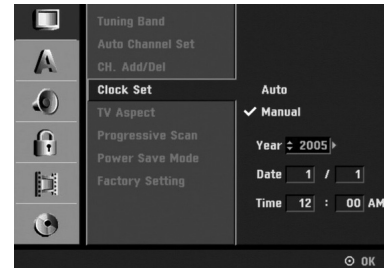 Tuning Band
Auto Channel Set
CH. Add/Del
Clock Set
TV Aspect
Progressive Scan
Power Save Mode
Factory Setting
Auto
✓ Manual
Year 2005
Date 1 / 1
Time 12 : 00 AM
A
OK